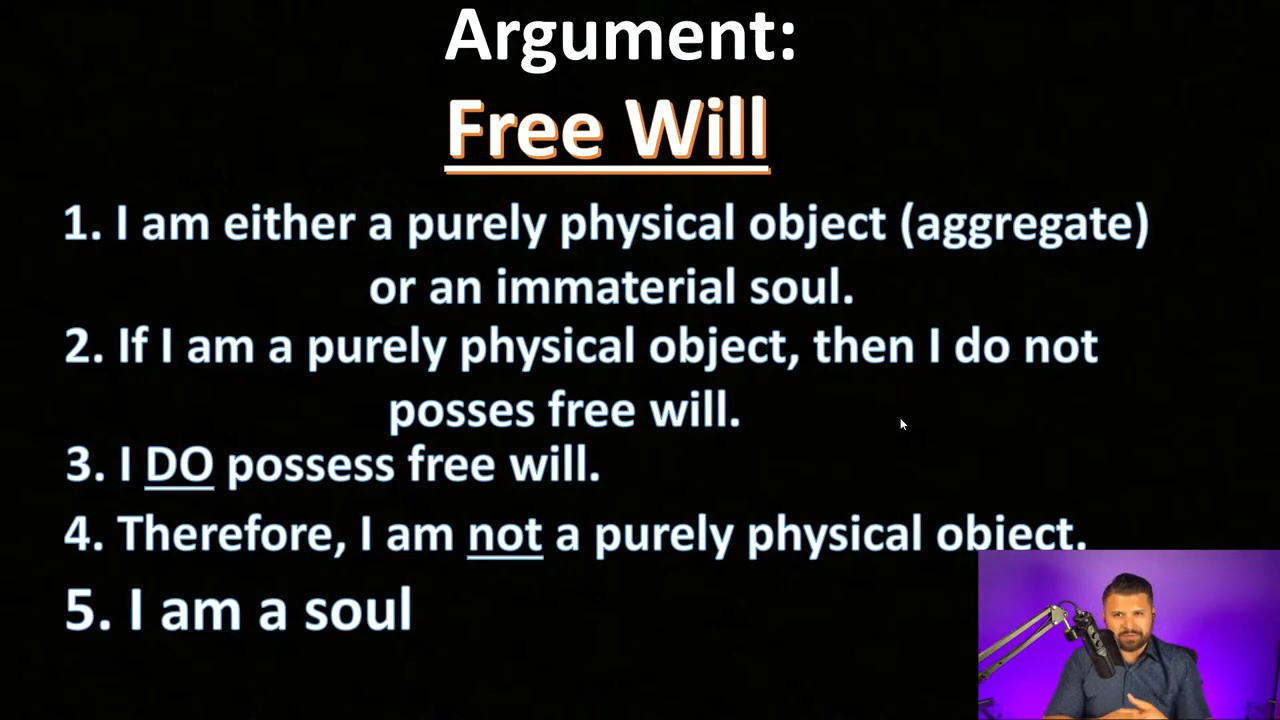 Argument:
Free Will
1. I am either a purely physical object (aggregate)
or an immaterial soul.
2. If I am a purely physical object, then I do not
posses free will.
3. I DO possess free will.
4. Therefore, I am not a purely physical object.
5. I am a soul